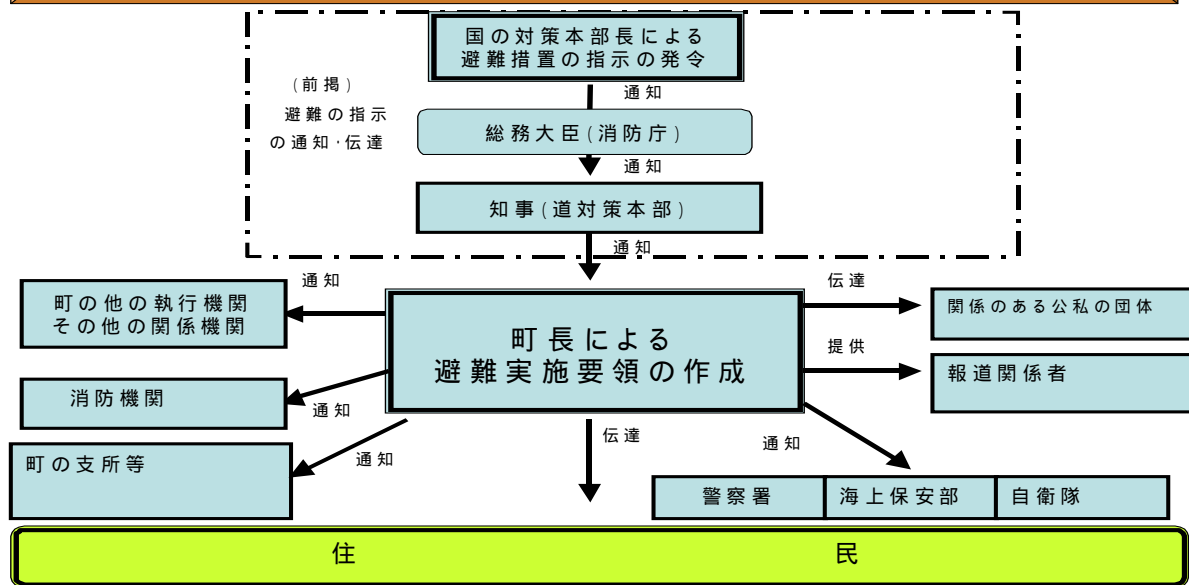 国の対策本部長による
避難措置の指示の発令
(前掲)
避難の指示
の通知・伝達
通知
総務大臣(消防庁)
通知
知事(道対策本部)
通知
通知
伝達
町の他の執行機関
その他の関係機関
町長による
避難実施要領の作成
関係のある公私の団体
提供
報道関係者
消防機関
通知
町の支所等
通知
伝達
通知
警察署
海上保安部
自衛隊
住民